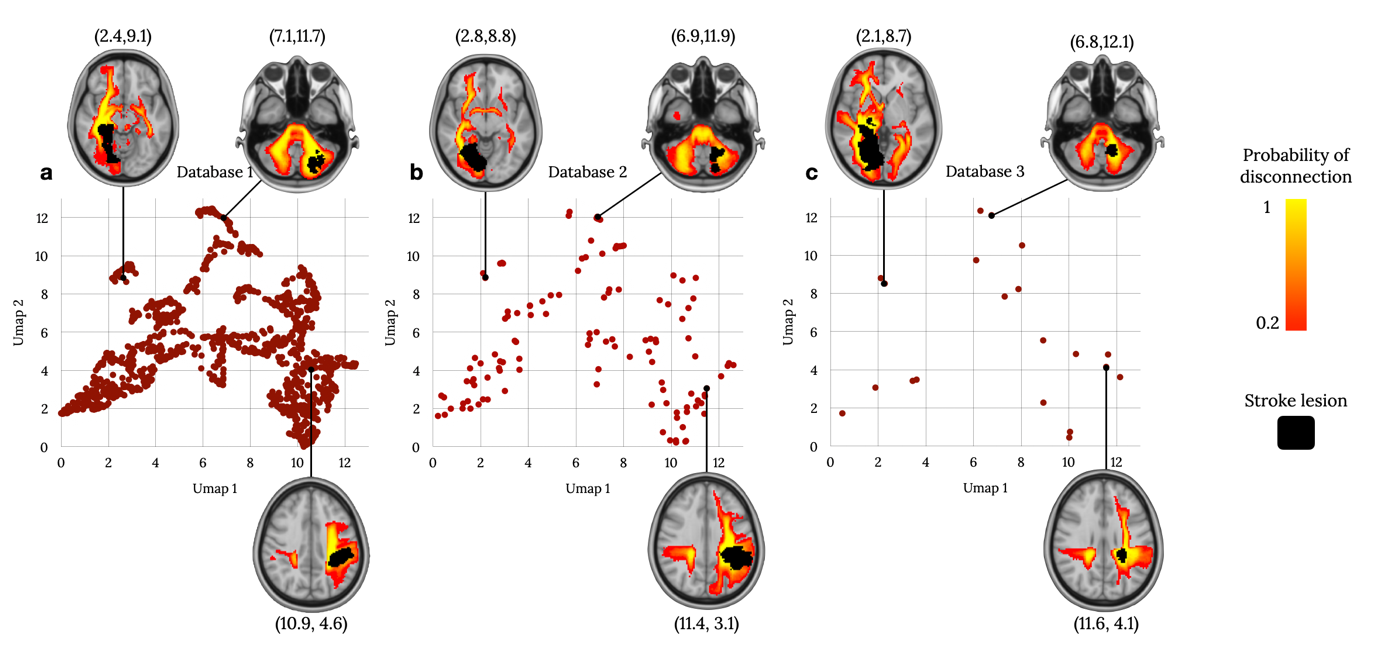 (2.4,9.1)
(7.1,11.7)
(2.8,8.8)
(6.9,11.9)
(2.1,8.7)
(6.8,12.1)
a
Database 1
b
Database 2
c
Database 3
Probability of
disconnection
1
0.2
Stroke lesion
12
10
8
6
4
2
0
Umap 2
0 2 4 6 8 10 12
Umap 1
12
10
8
6
4
2
0
Umap 2
0 2 4 6 8 10 12
Umap 1
12
10
8
6
4
2
0
Umap 2
0 2 4 6 8 10 12
Umap 1
(10.9, 4.6)
(11.4, 3.1)
(11.6, 4.1)